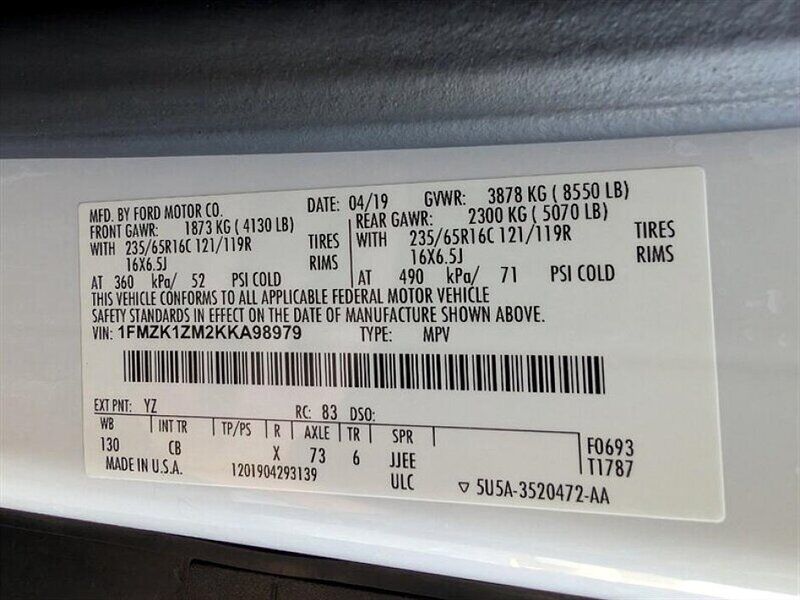 MFD. BY FORD MOTOR CO. DATE: 04/19 GVWR: 3878 KG ( 8550 LB)
FRONT GAWR: 1873 KG ( 4130 LB) REAR GAWR: 2300 KG ( 5070 LB)
WITH 235/65R16C 121/119R TIRES WITH 235/65R16C 121/119R TIRES
16X6.5J RIMS 16X6.5J RIMS
AT 360 kPa/ 52 PSI COLD AT 490 kPa/ 71 PSI COLD
THIS VEHICLE CONFORMS TO ALL APPLICABLE FEDERAL MOTOR VEHICLE
SAFETY STANDARDS IN EFFECT ON THE DATE OF MANUFACTURE SHOWN ABOVE.
VIN: 1FMZK1ZM2KKA98979 TYPE: MPV
EXT PNT: YZ RC: 83 DSO:
WB INT TR TP/PS R AXLE TR SPR F0693
130 CB X 73 6 JJEE T1787
MADE IN U.S.A. 1201904293139 ULC ▽ 5U5A-3520472-AA